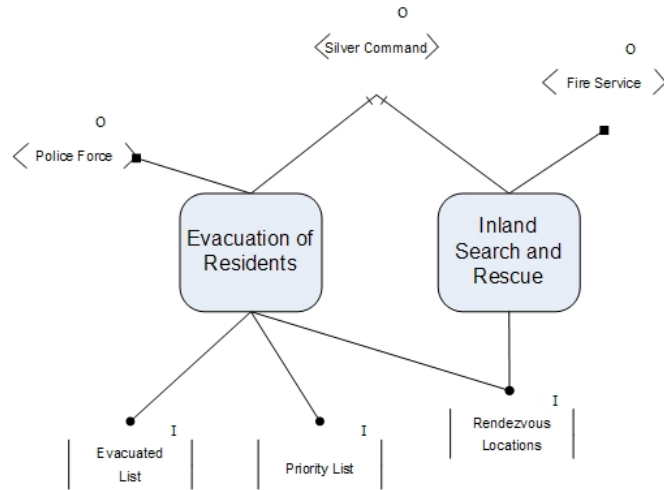 O
Silver Command
O
Fire Service
O
Police Force
Evacuation of
Residents
Inland
Search and
Rescue
I
Evacuated
List
I
Priority List
I
Rendezvous
Locations